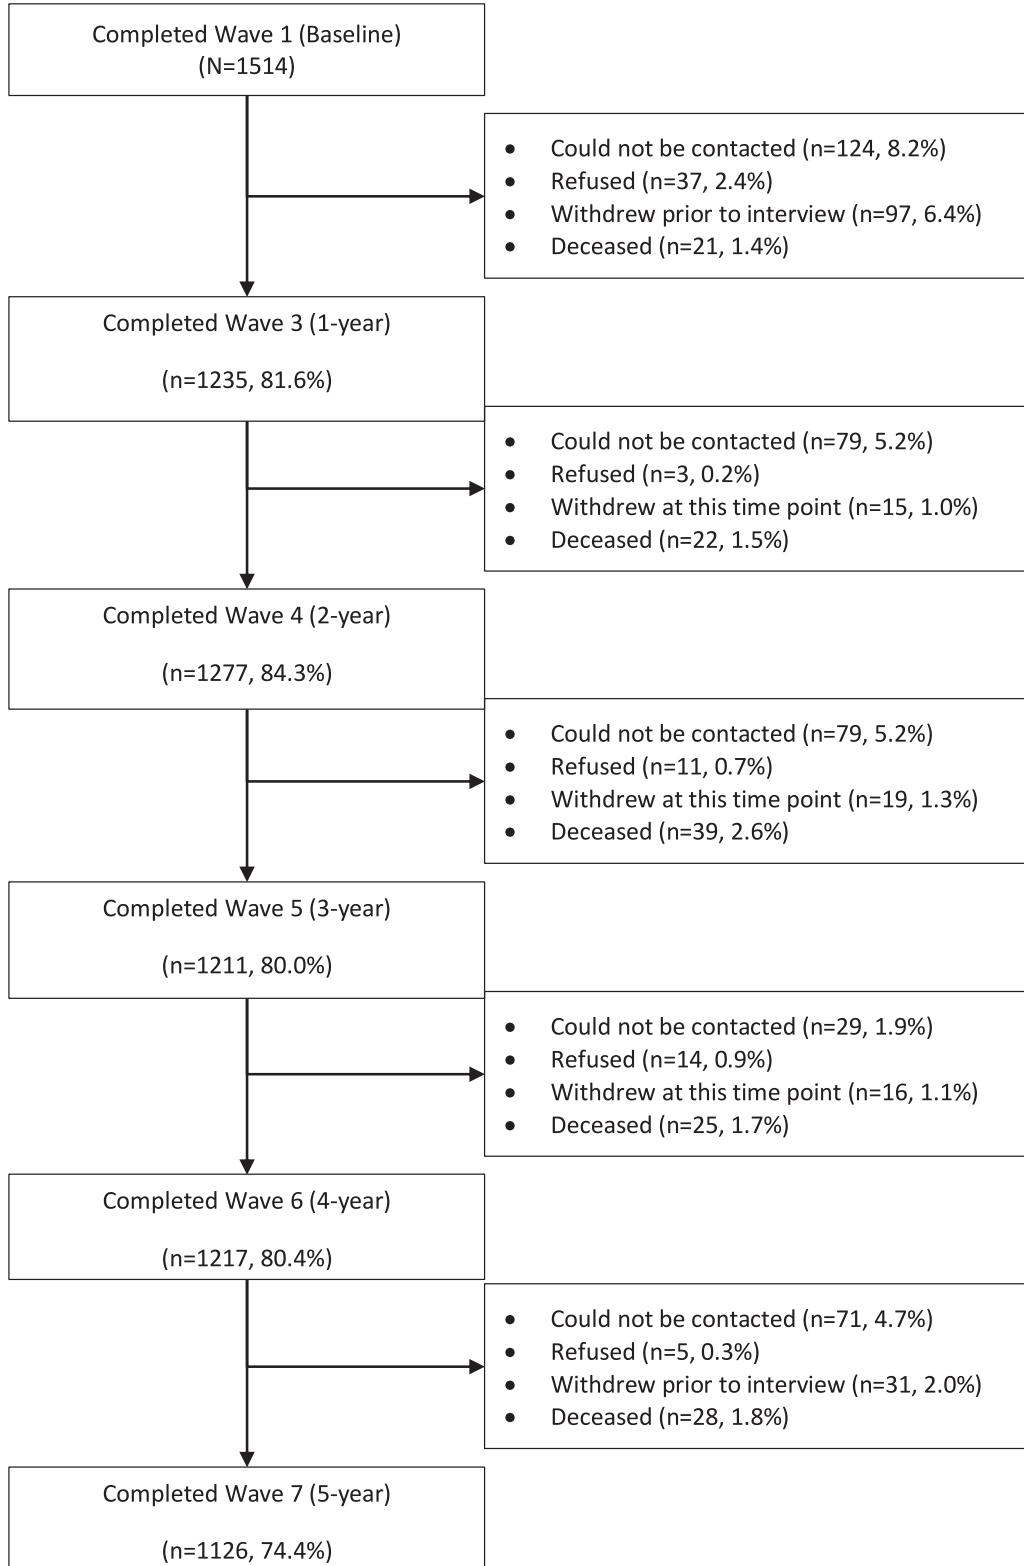 Completed Wave 1 (Baseline)
(N=1514)
• Could not be contacted (n=124, 8.2%)
• Refused (n=37, 2.4%)
• Withdrew prior to interview (n=97, 6.4%)
• Deceased (n=21, 1.4%)
Completed Wave 3 (1-year)
(n=1235, 81.6%)
• Could not be contacted (n=79, 5.2%)
• Refused (n=3, 0.2%)
• Withdrew at this time point (n=15, 1.0%)
• Deceased (n=22, 1.5%)
Completed Wave 4 (2-year)
(n=1277, 84.3%)
• Could not be contacted (n=79, 5.2%)
• Refused (n=11, 0.7%)
• Withdrew at this time point (n=19, 1.3%)
• Deceased (n=39, 2.6%)
Completed Wave 5 (3-year)
(n=1211, 80.0%)
• Could not be contacted (n=29, 1.9%)
• Refused (n=14, 0.9%)
• Withdrew at this time point (n=16, 1.1%)
• Deceased (n=25, 1.7%)
Completed Wave 6 (4-year)
(n=1217, 80.4%)
• Could not be contacted (n=71, 4.7%)
• Refused (n=5, 0.3%)
• Withdrew prior to interview (n=31, 2.0%)
• Deceased (n=28, 1.8%)
Completed Wave 7 (5-year)
(n=1126, 74.4%)